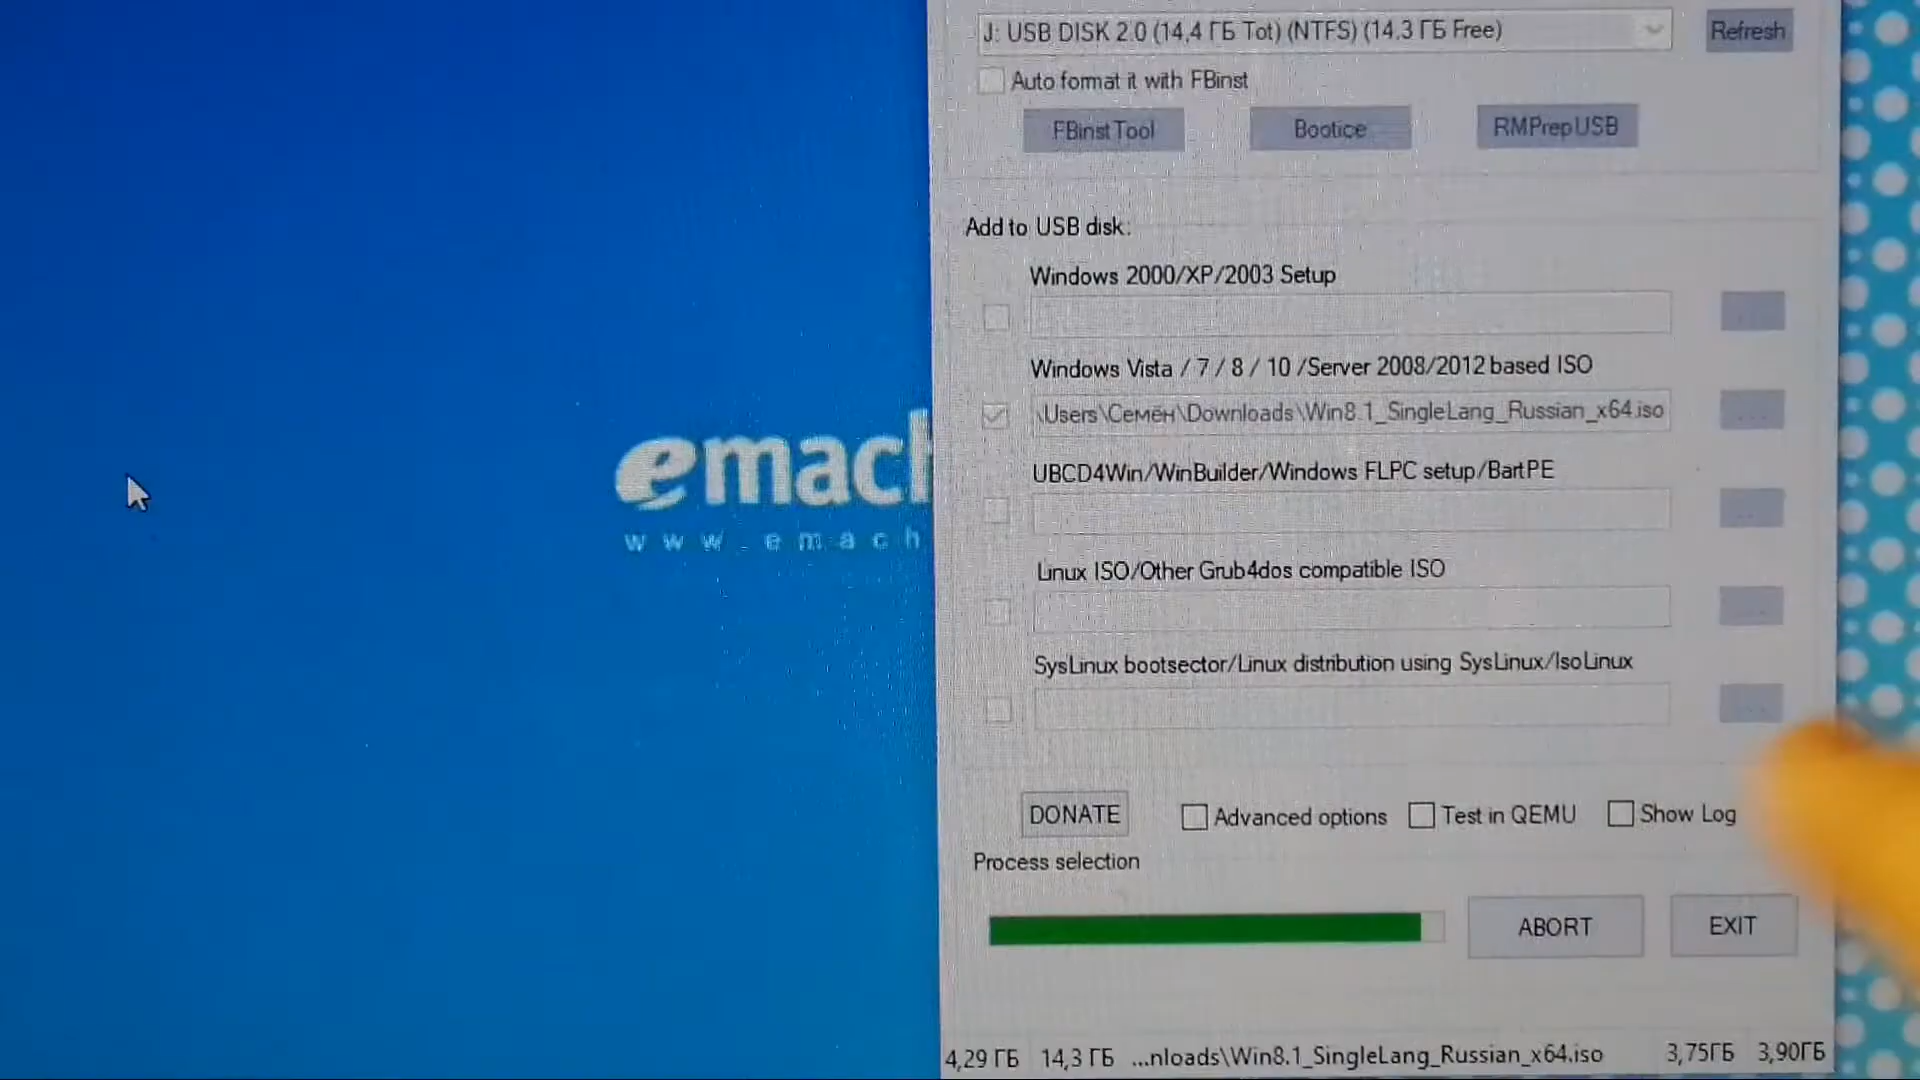 J: USB DISK 2.0 (14,4 ГБ Tot) (NTFS) (14.3 ГБ Free)
Refresh
Auto format it with FBinst
FBinst Tool
Bootice
RMPrepUSB
Add to USB disk:
Windows 2000/XP/2003 Setup
...
Windows Vista / 7 / 8 / 10 /Server 2008/2012 based ISO
\Users\Семён\Downloads\Win8.1_SingleLang_Russian_x64.iso
...
UBCD4Win/WinBuilder/Windows FLPC setup/BartPE
...
Linux ISO/Other Grub4dos compatible ISO
...
SysLinux bootsector/Linux distribution using SysLinux/IsoLinux
...
DONATE
Advanced options
Test in QEMU
Show Log
Process selection
ABORT
EXIT
4,29 ГБ
14,3 ГБ
...nloads\Win8.1_SingleLang_Russian_x64.iso
3,75ГБ
3,90ГБ
emach
www.emach